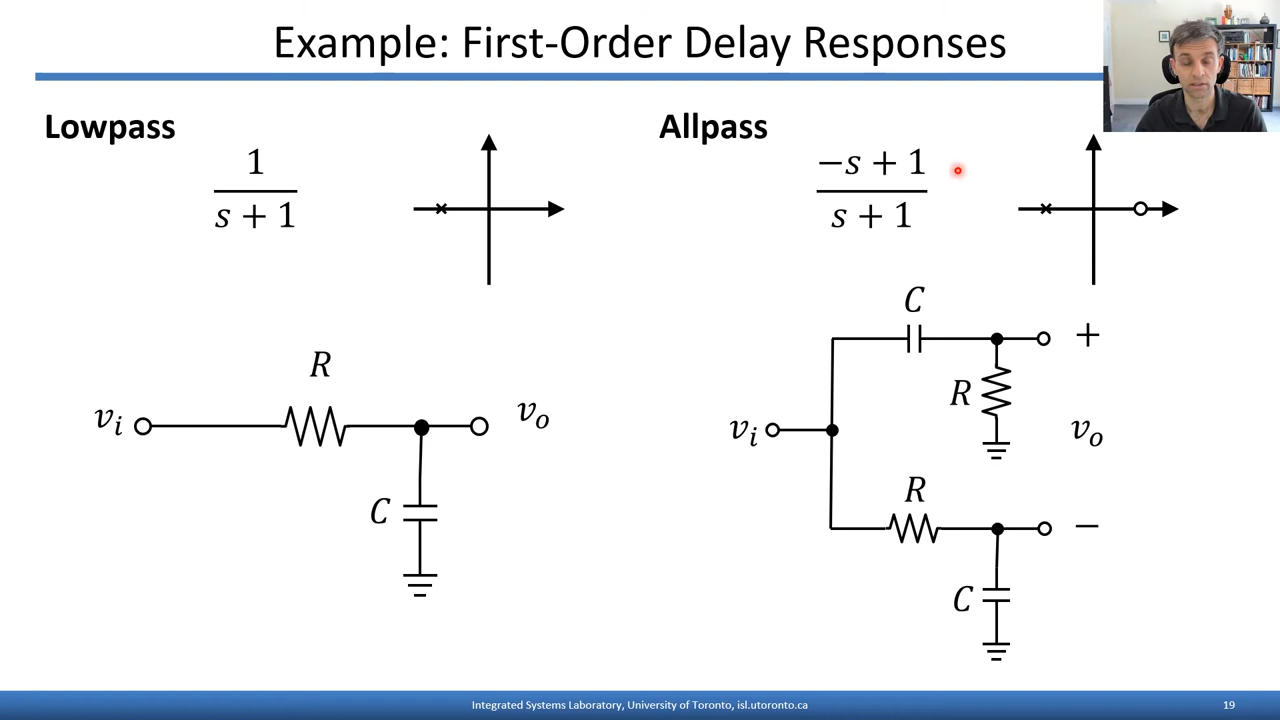 Example: First-Order Delay Responses
Lowpass
1
s + 1
R
v_i
v_o
C
Allpass
−s + 1
s + 1
C
+
R
v_i
v_o
R
−
C
Integrated Systems Laboratory, University of Toronto, isl.utoronto.ca
19